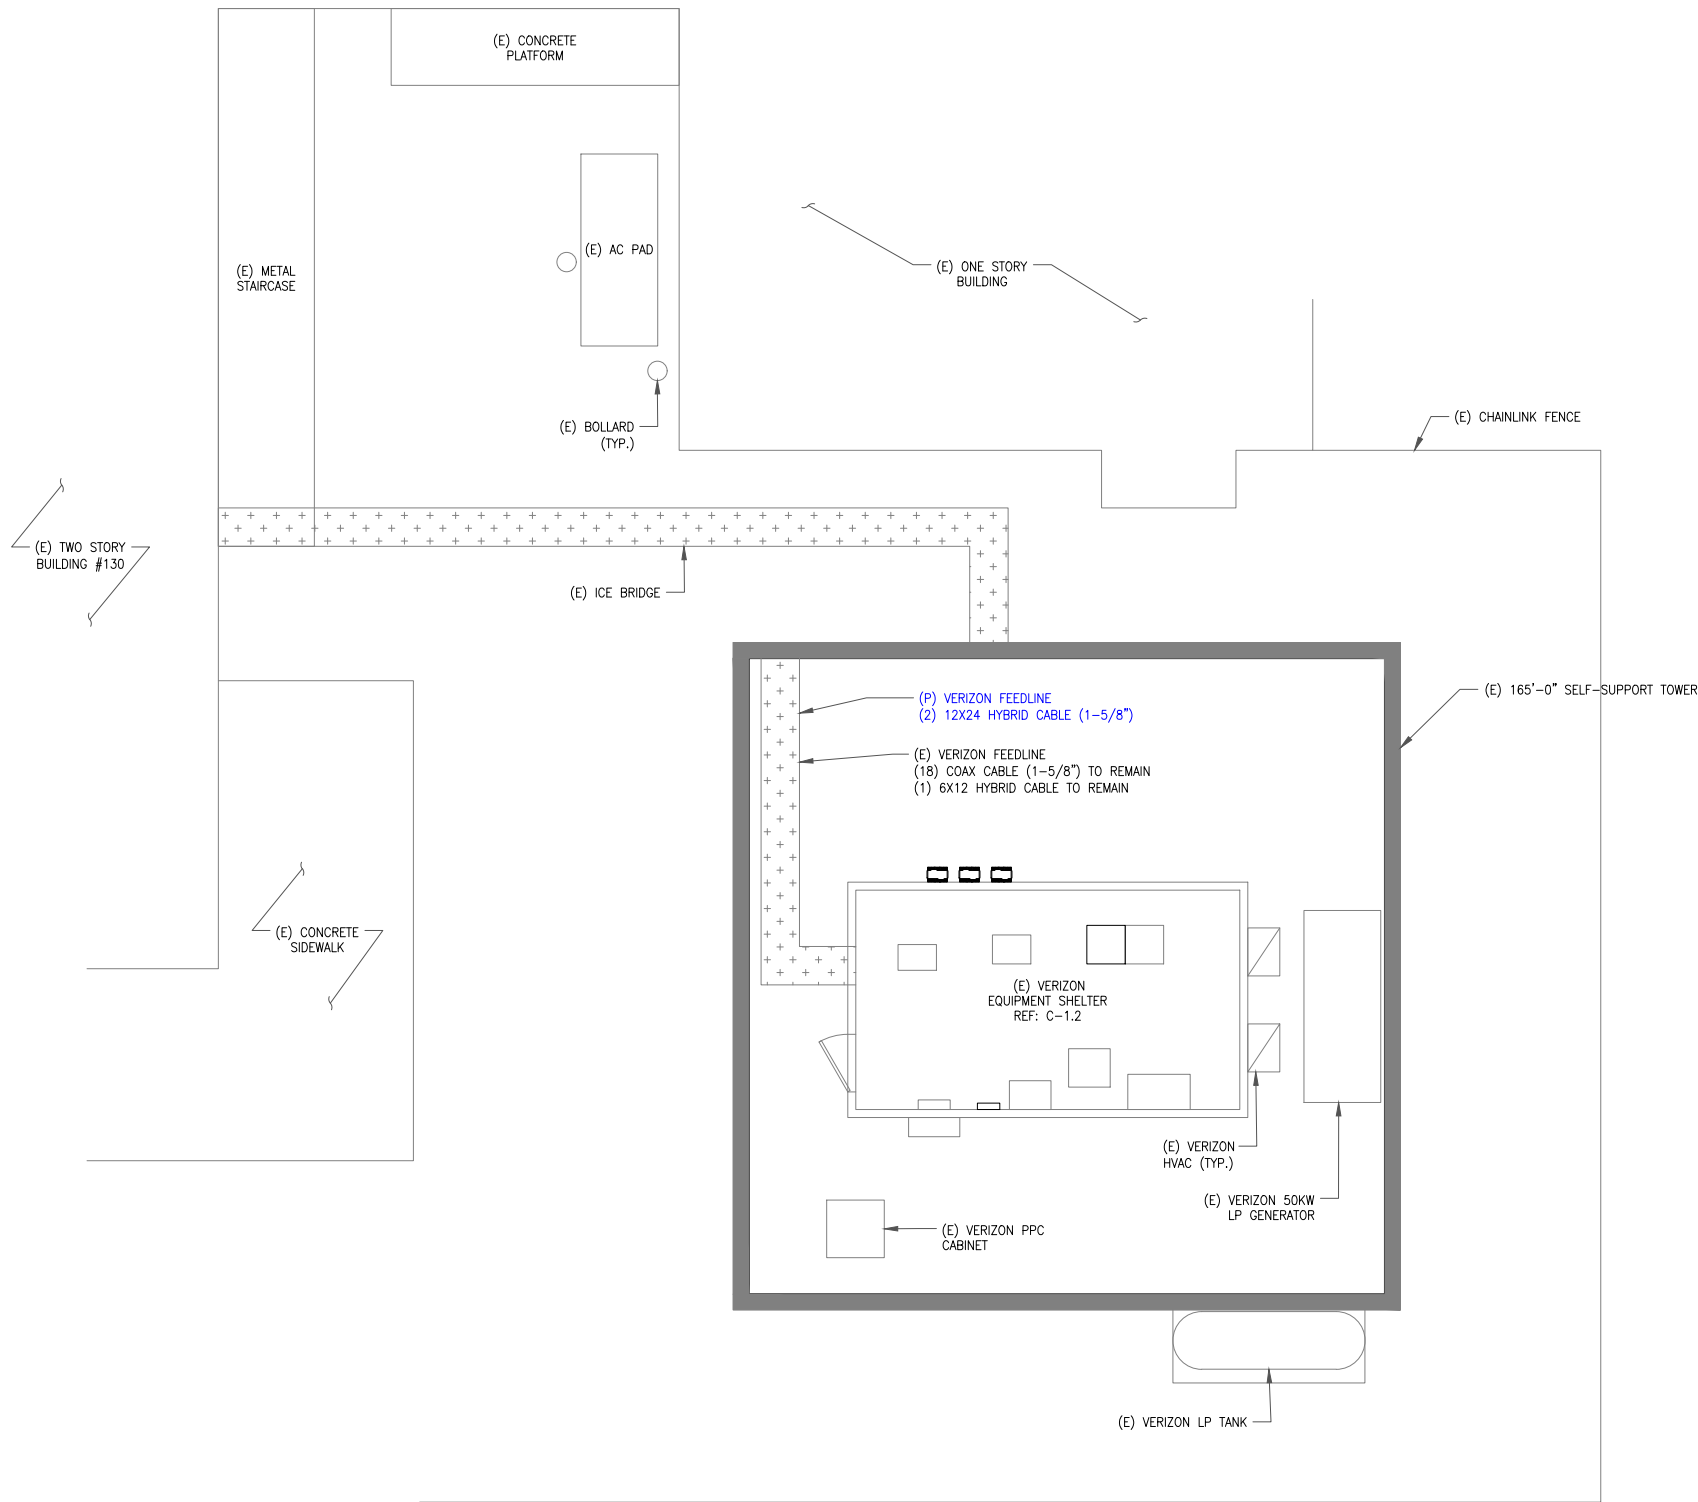 (E) CONCRETE
PLATFORM
(E) AC PAD
(E) METAL
STAIRCASE
(E) ONE STORY
BUILDING
(E) BOLLARD
(TYP.)
(E) CHAINLINK FENCE
(E) TWO STORY
BUILDING #130
(E) ICE BRIDGE
(E) 165'-0" SELF-SUPPORT TOWER
(P) VERIZON FEEDLINE
(2) 12X24 HYBRID CABLE (1-5/8")
(E) VERIZON FEEDLINE
(18) COAX CABLE (1-5/8") TO REMAIN
(1) 6X12 HYBRID CABLE TO REMAIN
(E) CONCRETE
SIDEWALK
(E) VERIZON
EQUIPMENT SHELTER
REF: C-1.2
(E) VERIZON
HVAC (TYP.)
(E) VERIZON 50KW
LP GENERATOR
(E) VERIZON PPC
CABINET
(E) VERIZON LP TANK